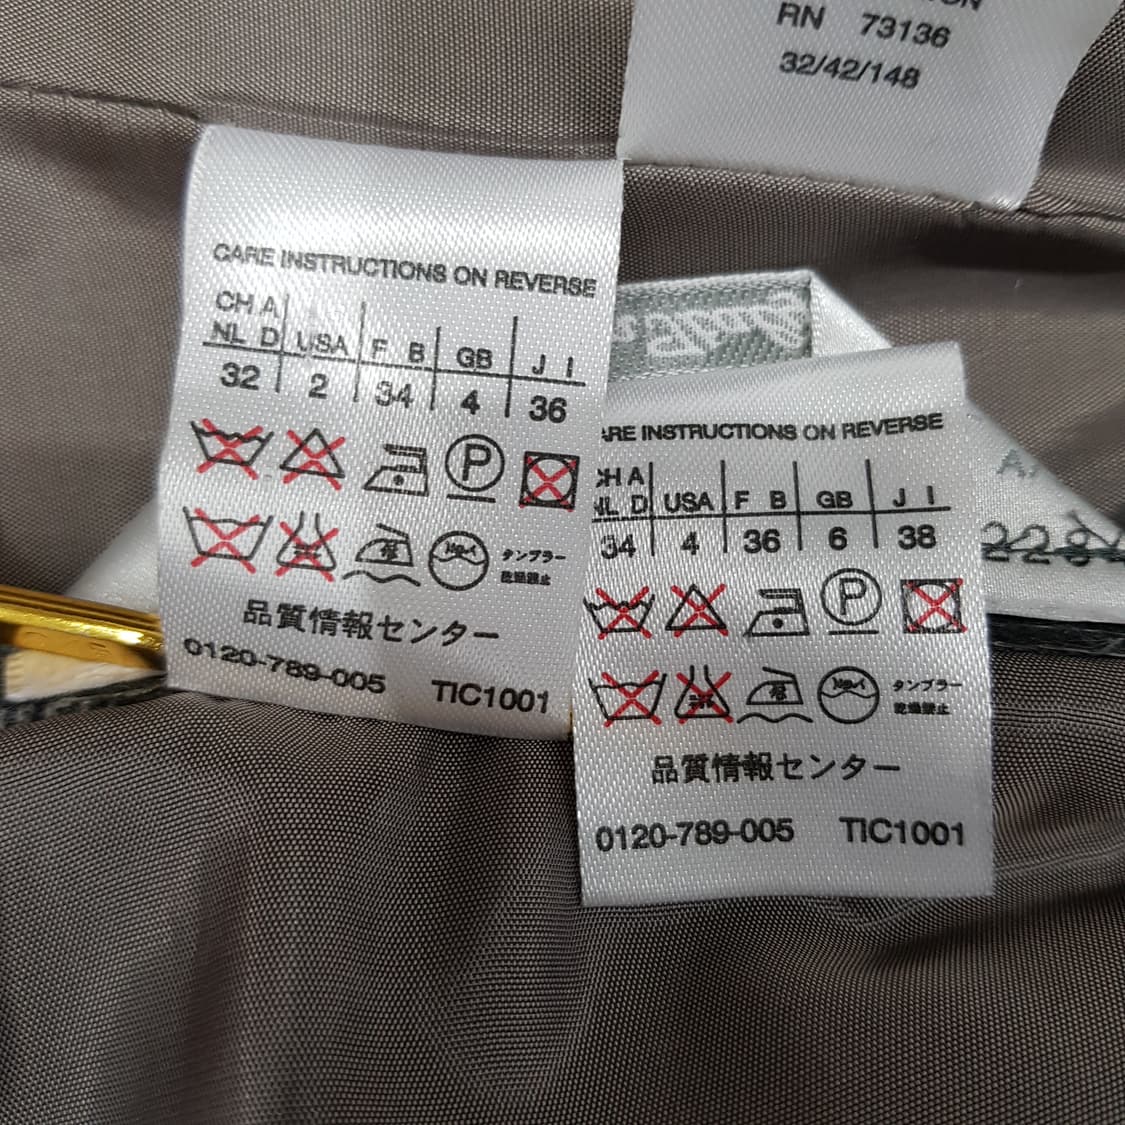 RN 73136
32/42/148
CARE INSTRUCTIONS ON REVERSE
CH A
NL D USA F B GB J I
32 2 34 4 36
P
タンブラー
乾燥禁止
品質情報センター
0120-789-005 TIC1001
ARE INSTRUCTIONS ON REVERSE
CH A
NL D USA F B GB J I
34 4 36 6 38
P
タンブラー
乾燥禁止
品質情報センター
0120-789-005 TIC1001